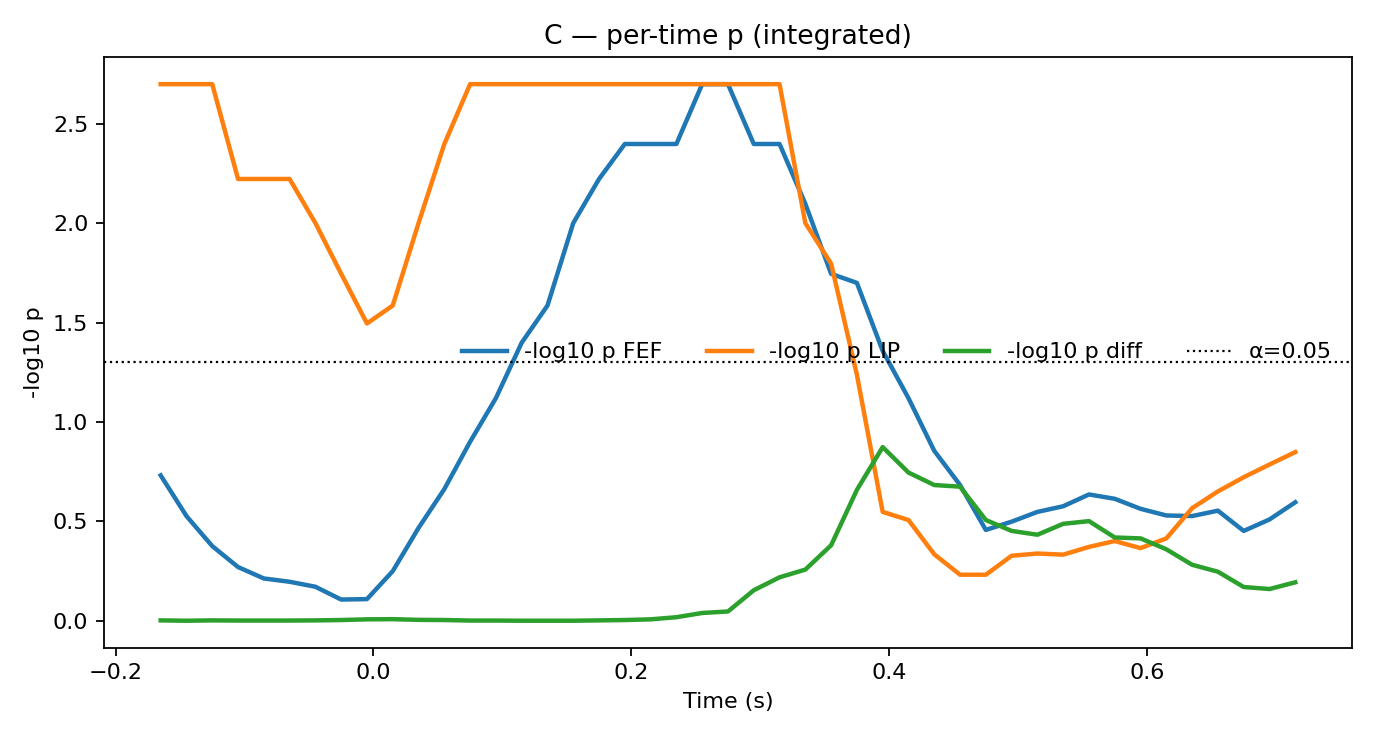 C — per-time p (integrated)
-log10 p
2.5
2.0
1.5
1.0
0.5
0.0
-log10 p FEF -log10 p LIP -log10 p diff α=0.05
−0.2 0.0 0.2 0.4 0.6
Time (s)